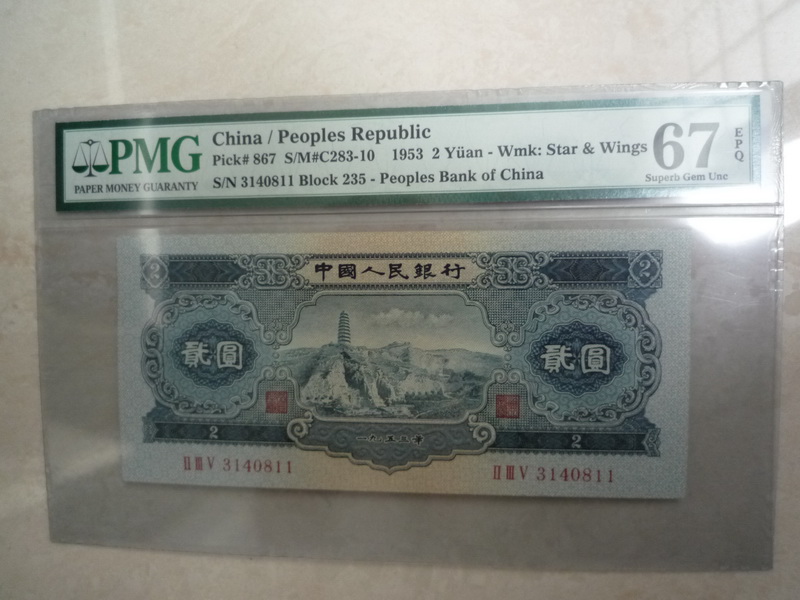 PMG
PAPER MONEY GUARANTY
China / Peoples Republic
Pick# 867 S/M#C283-10 1953 2 Yüan - Wmk: Star & Wings
S/N 3140811 Block 235 - Peoples Bank of China
67
EPQ
Superb Gem Unc
2
中國人民銀行
2
貳圓
貳圓
2
一九五三年
2
II III V 3140811
II III V 3140811